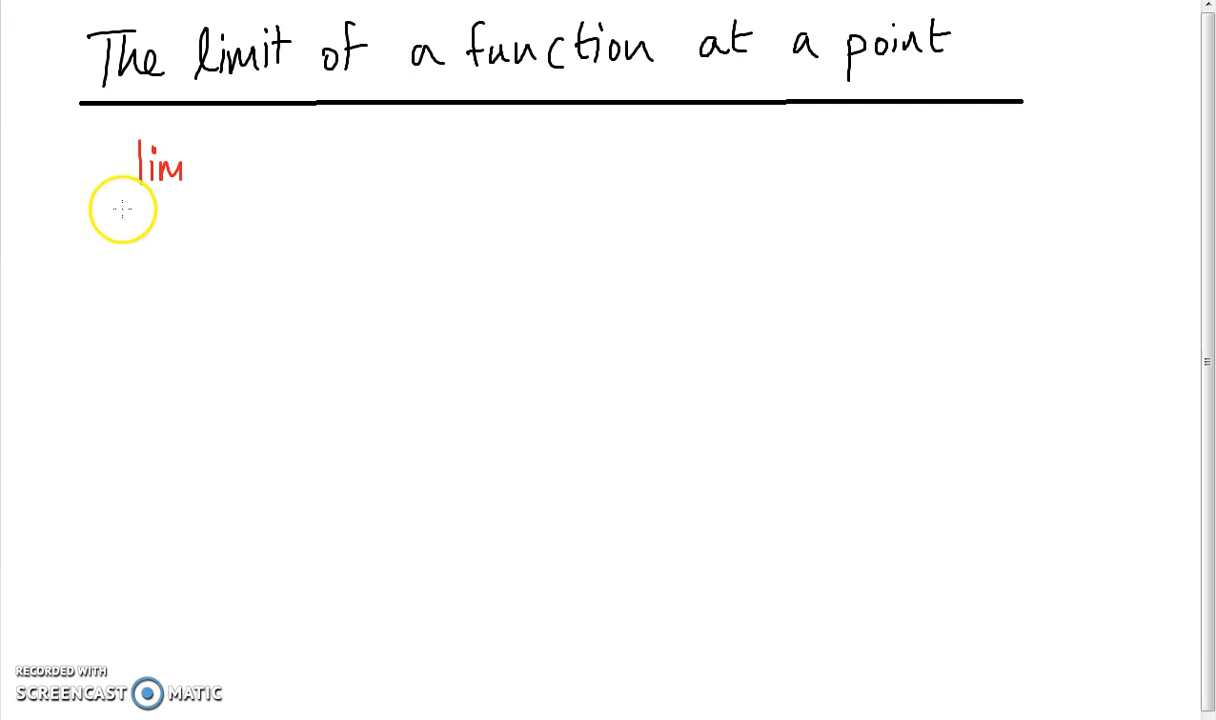 The limit of a function at a point
lim
RECORDED WITH
SCREENCAST MATIC